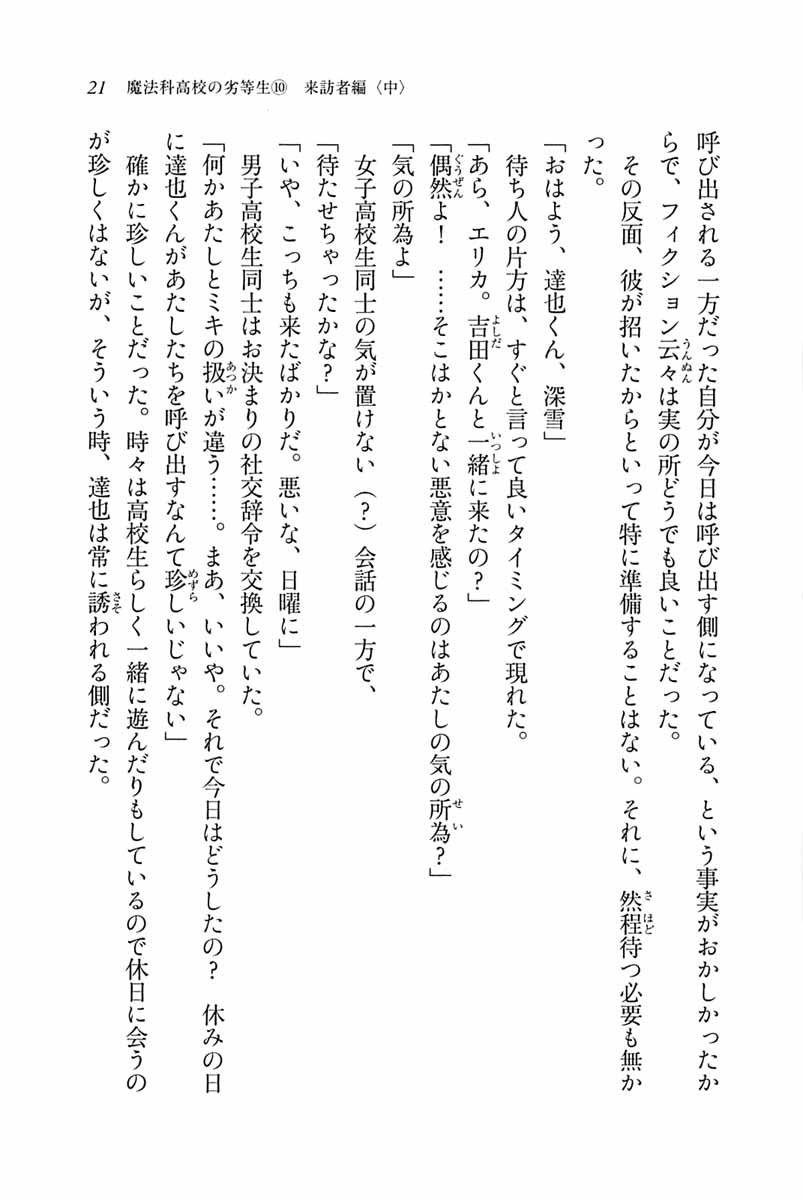 21 魔法科高校の劣等生⑩ 来訪者編〈中〉
呼び出される一方だった自分が今日は呼び出す側になっている、という事実がおかしかったか
らで、フィクション云々は実の所どうでも良いことだった。
その反面、彼が招いたからといって特に準備することはない。それに、然程待つ必要も無か
った。
「おはよう、達也くん、深雪」
待ち人の片方は、すぐと言って良いタイミングで現れた。
「あら、エリカ。吉田くんと一緒に来たの？」
「偶然よ！ ……そこはかとない悪意を感じるのはあたしの気の所為？」
「気の所為よ」
女子高校生同士の気が置けない（？）会話の一方で、
「待たせちゃったかな？」
「いや、こっちも来たばかりだ。悪いな、日曜に」
男子高校生同士はお決まりの社交辞令を交換していた。
「何かあたしとミキの扱いが違う……。まあ、いいや。それで今日はどうしたの？ 休みの日
に達也くんがあたしたちを呼び出すなんて珍しいじゃない」
確かに珍しいことだった。時々は高校生らしく一緒に遊んだりもしているので休日に会うの
が珍しくはないが、そういう時、達也は常に誘われる側だった。